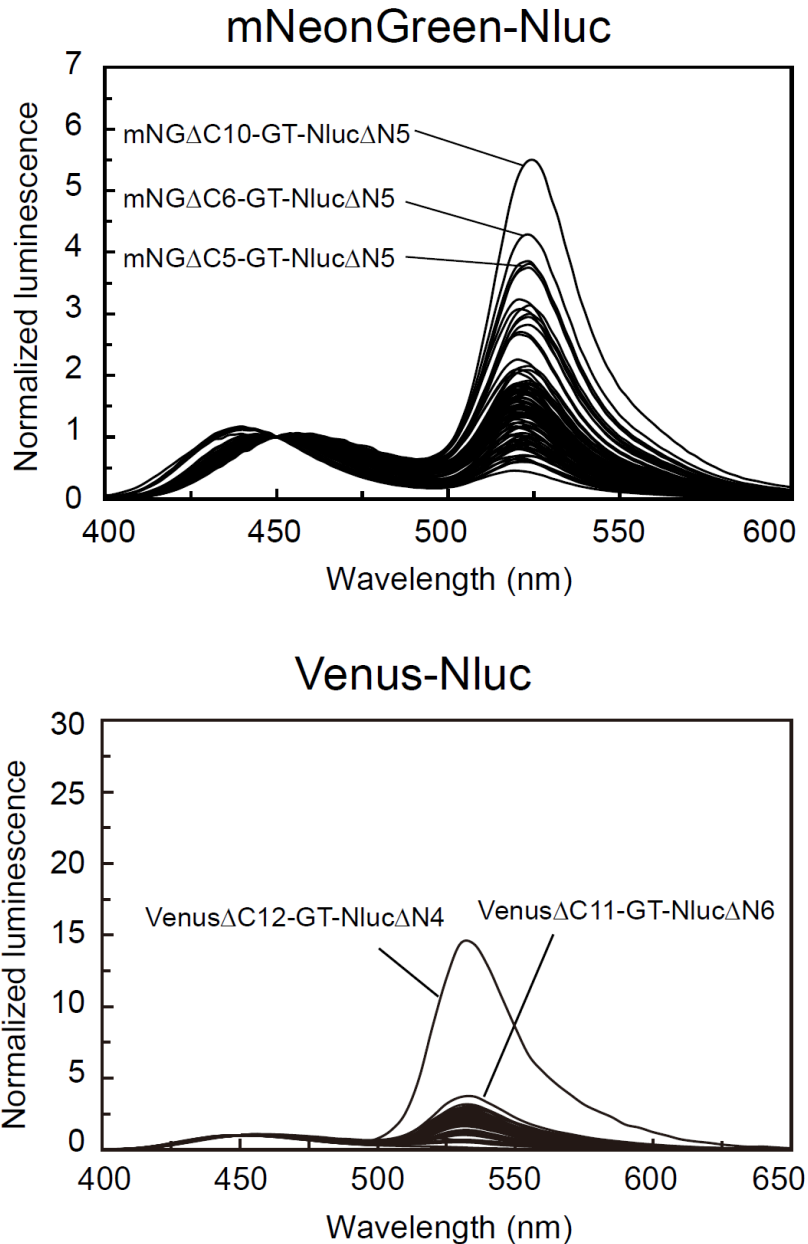 mNeonGreen-Nluc
7
6
5
4
3
2
1
0
Normalized luminescence
mNGΔC10-GT-NlucΔN5
mNGΔC6-GT-NlucΔN5
mNGΔC5-GT-NlucΔN5
400 450 500 550 600
Wavelength (nm)
Venus-Nluc
30
25
20
15
10
5
0
Normalized luminescence
VenusΔC12-GT-NlucΔN4
VenusΔC11-GT-NlucΔN6
400 450 500 550 600 650
Wavelength (nm)